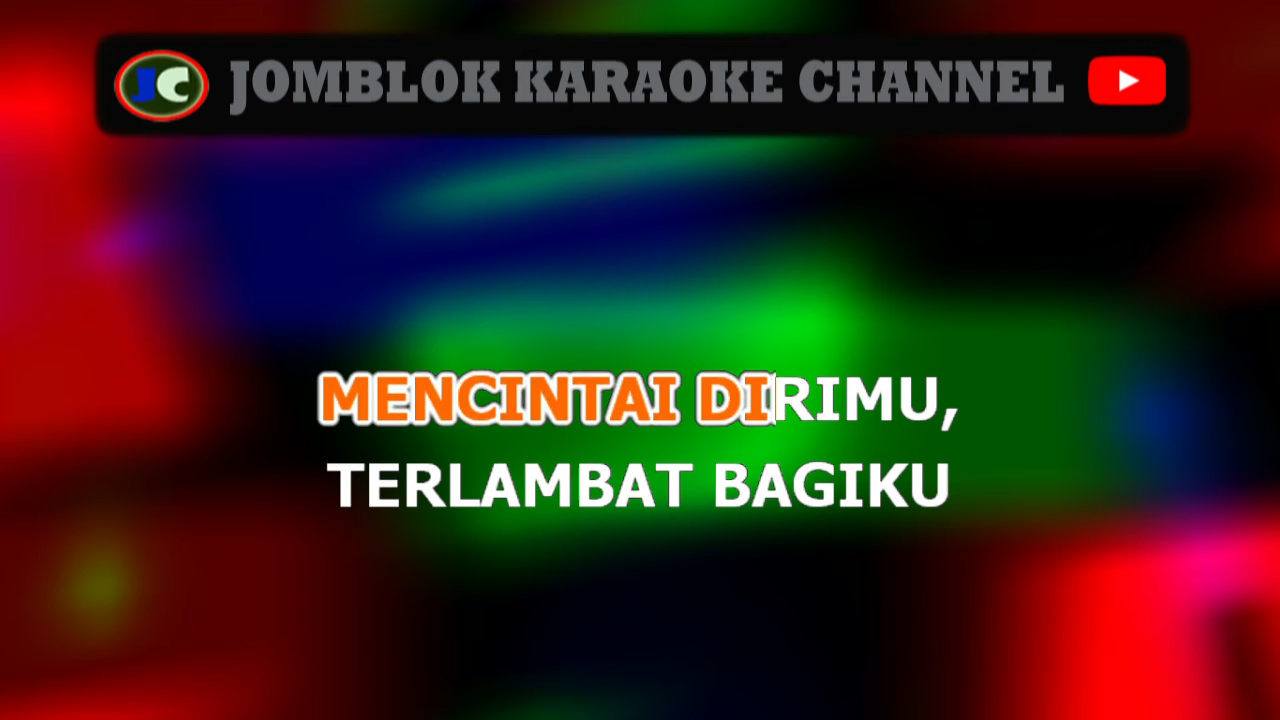 JC JOMBLOK KARAOKE CHANNEL
MENCINTAI DIRIMU,
TERLAMBAT BAGIKU